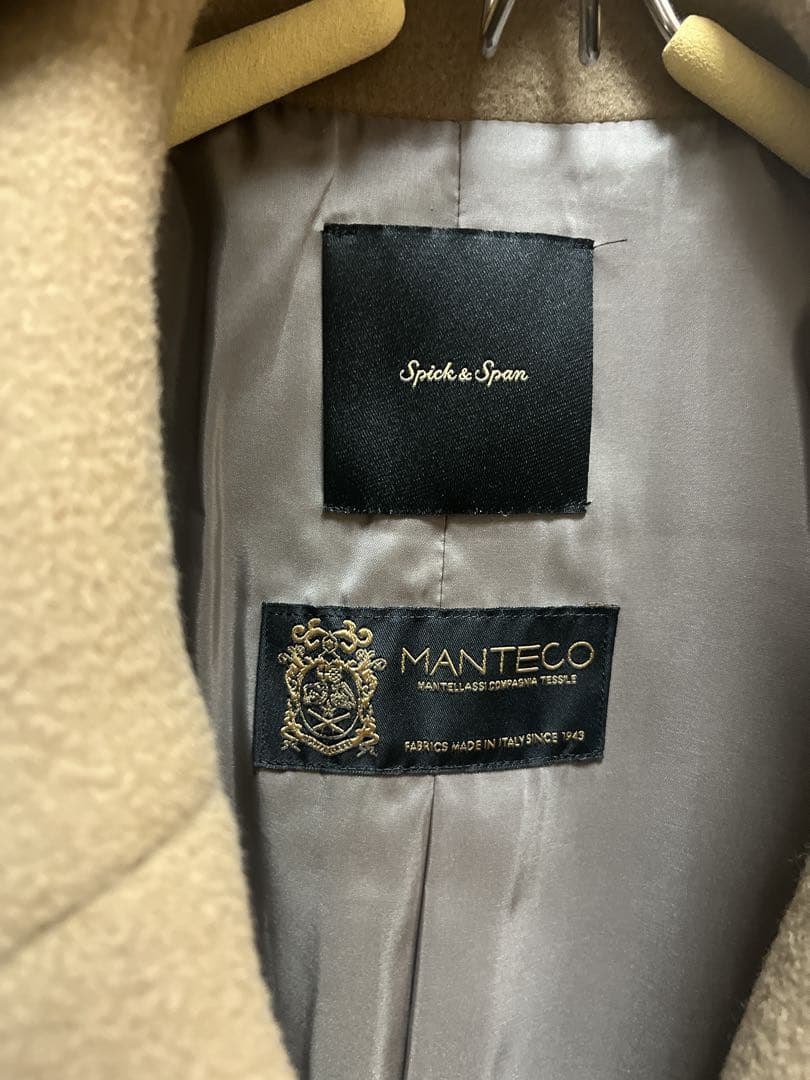 Spick & Span
MANTECO
MANTELLASSI COMPAGNIA TESSILE
FABRICS MADE IN ITALY SINCE 1943